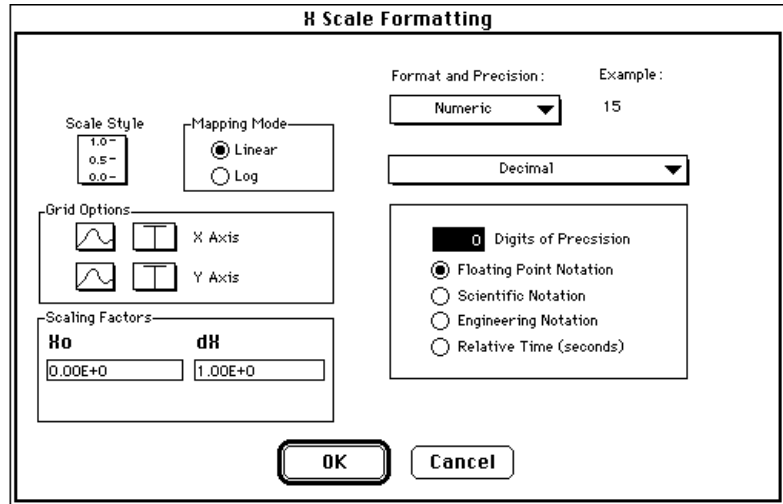 X Scale Formatting
Format and Precision:
Example:
Numeric
15
Scale Style
1.0
0.5
0.0
Mapping Mode
Linear
Log
Decimal
Grid Options
X Axis
Y Axis
0 Digits of Precsision
Floating Point Notation
Scientific Notation
Engineering Notation
Relative Time (seconds)
Scaling Factors
Xo
dX
0.00E+0
1.00E+0
OK
Cancel